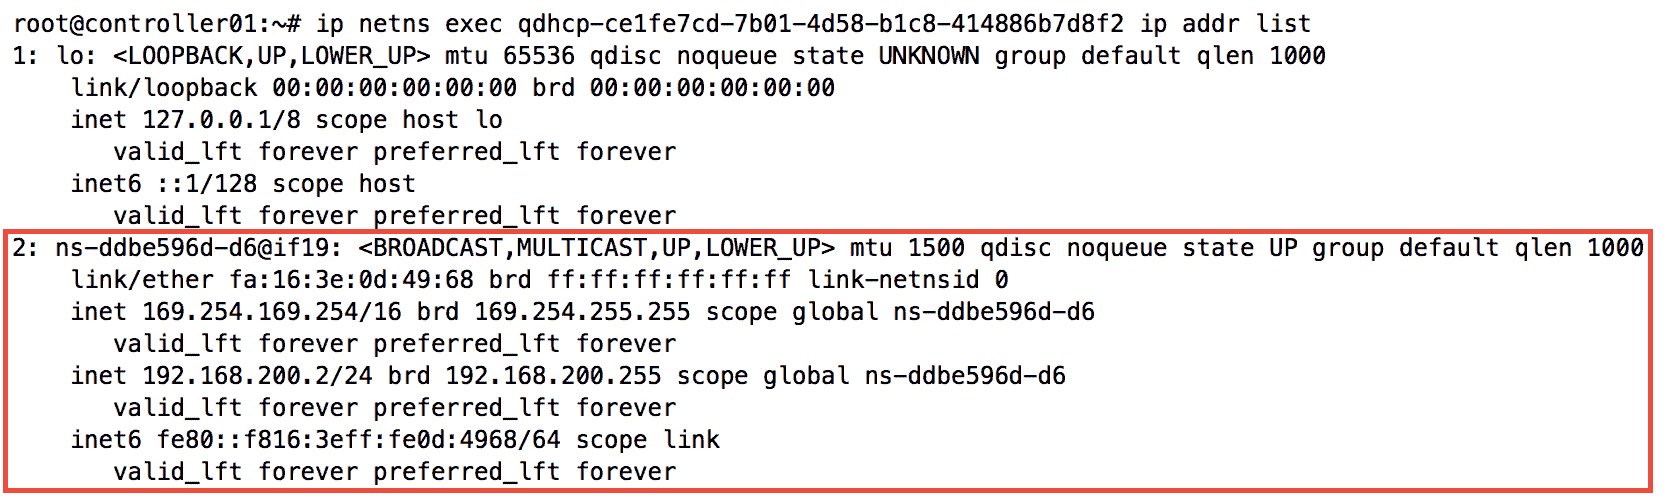 root@controller01:~# ip netns exec qdhcp-ce1fe7cd-7b01-4d58-b1c8-414886b7d8f2 ip addr list
1: lo: <LOOPBACK,UP,LOWER_UP> mtu 65536 qdisc noqueue state UNKNOWN group default qlen 1000
    link/loopback 00:00:00:00:00:00 brd 00:00:00:00:00:00
    inet 127.0.0.1/8 scope host lo
       valid_lft forever preferred_lft forever
    inet6 ::1/128 scope host
       valid_lft forever preferred_lft forever
2: ns-ddbe596d-d6@if19: <BROADCAST,MULTICAST,UP,LOWER_UP> mtu 1500 qdisc noqueue state UP group default qlen 1000
    link/ether fa:16:3e:0d:49:68 brd ff:ff:ff:ff:ff:ff link-netnsid 0
    inet 169.254.169.254/16 brd 169.254.255.255 scope global ns-ddbe596d-d6
       valid_lft forever preferred_lft forever
    inet 192.168.200.2/24 brd 192.168.200.255 scope global ns-ddbe596d-d6
       valid_lft forever preferred_lft forever
    inet6 fe80::f816:3eff:fe0d:4968/64 scope link
       valid_lft forever preferred_lft forever